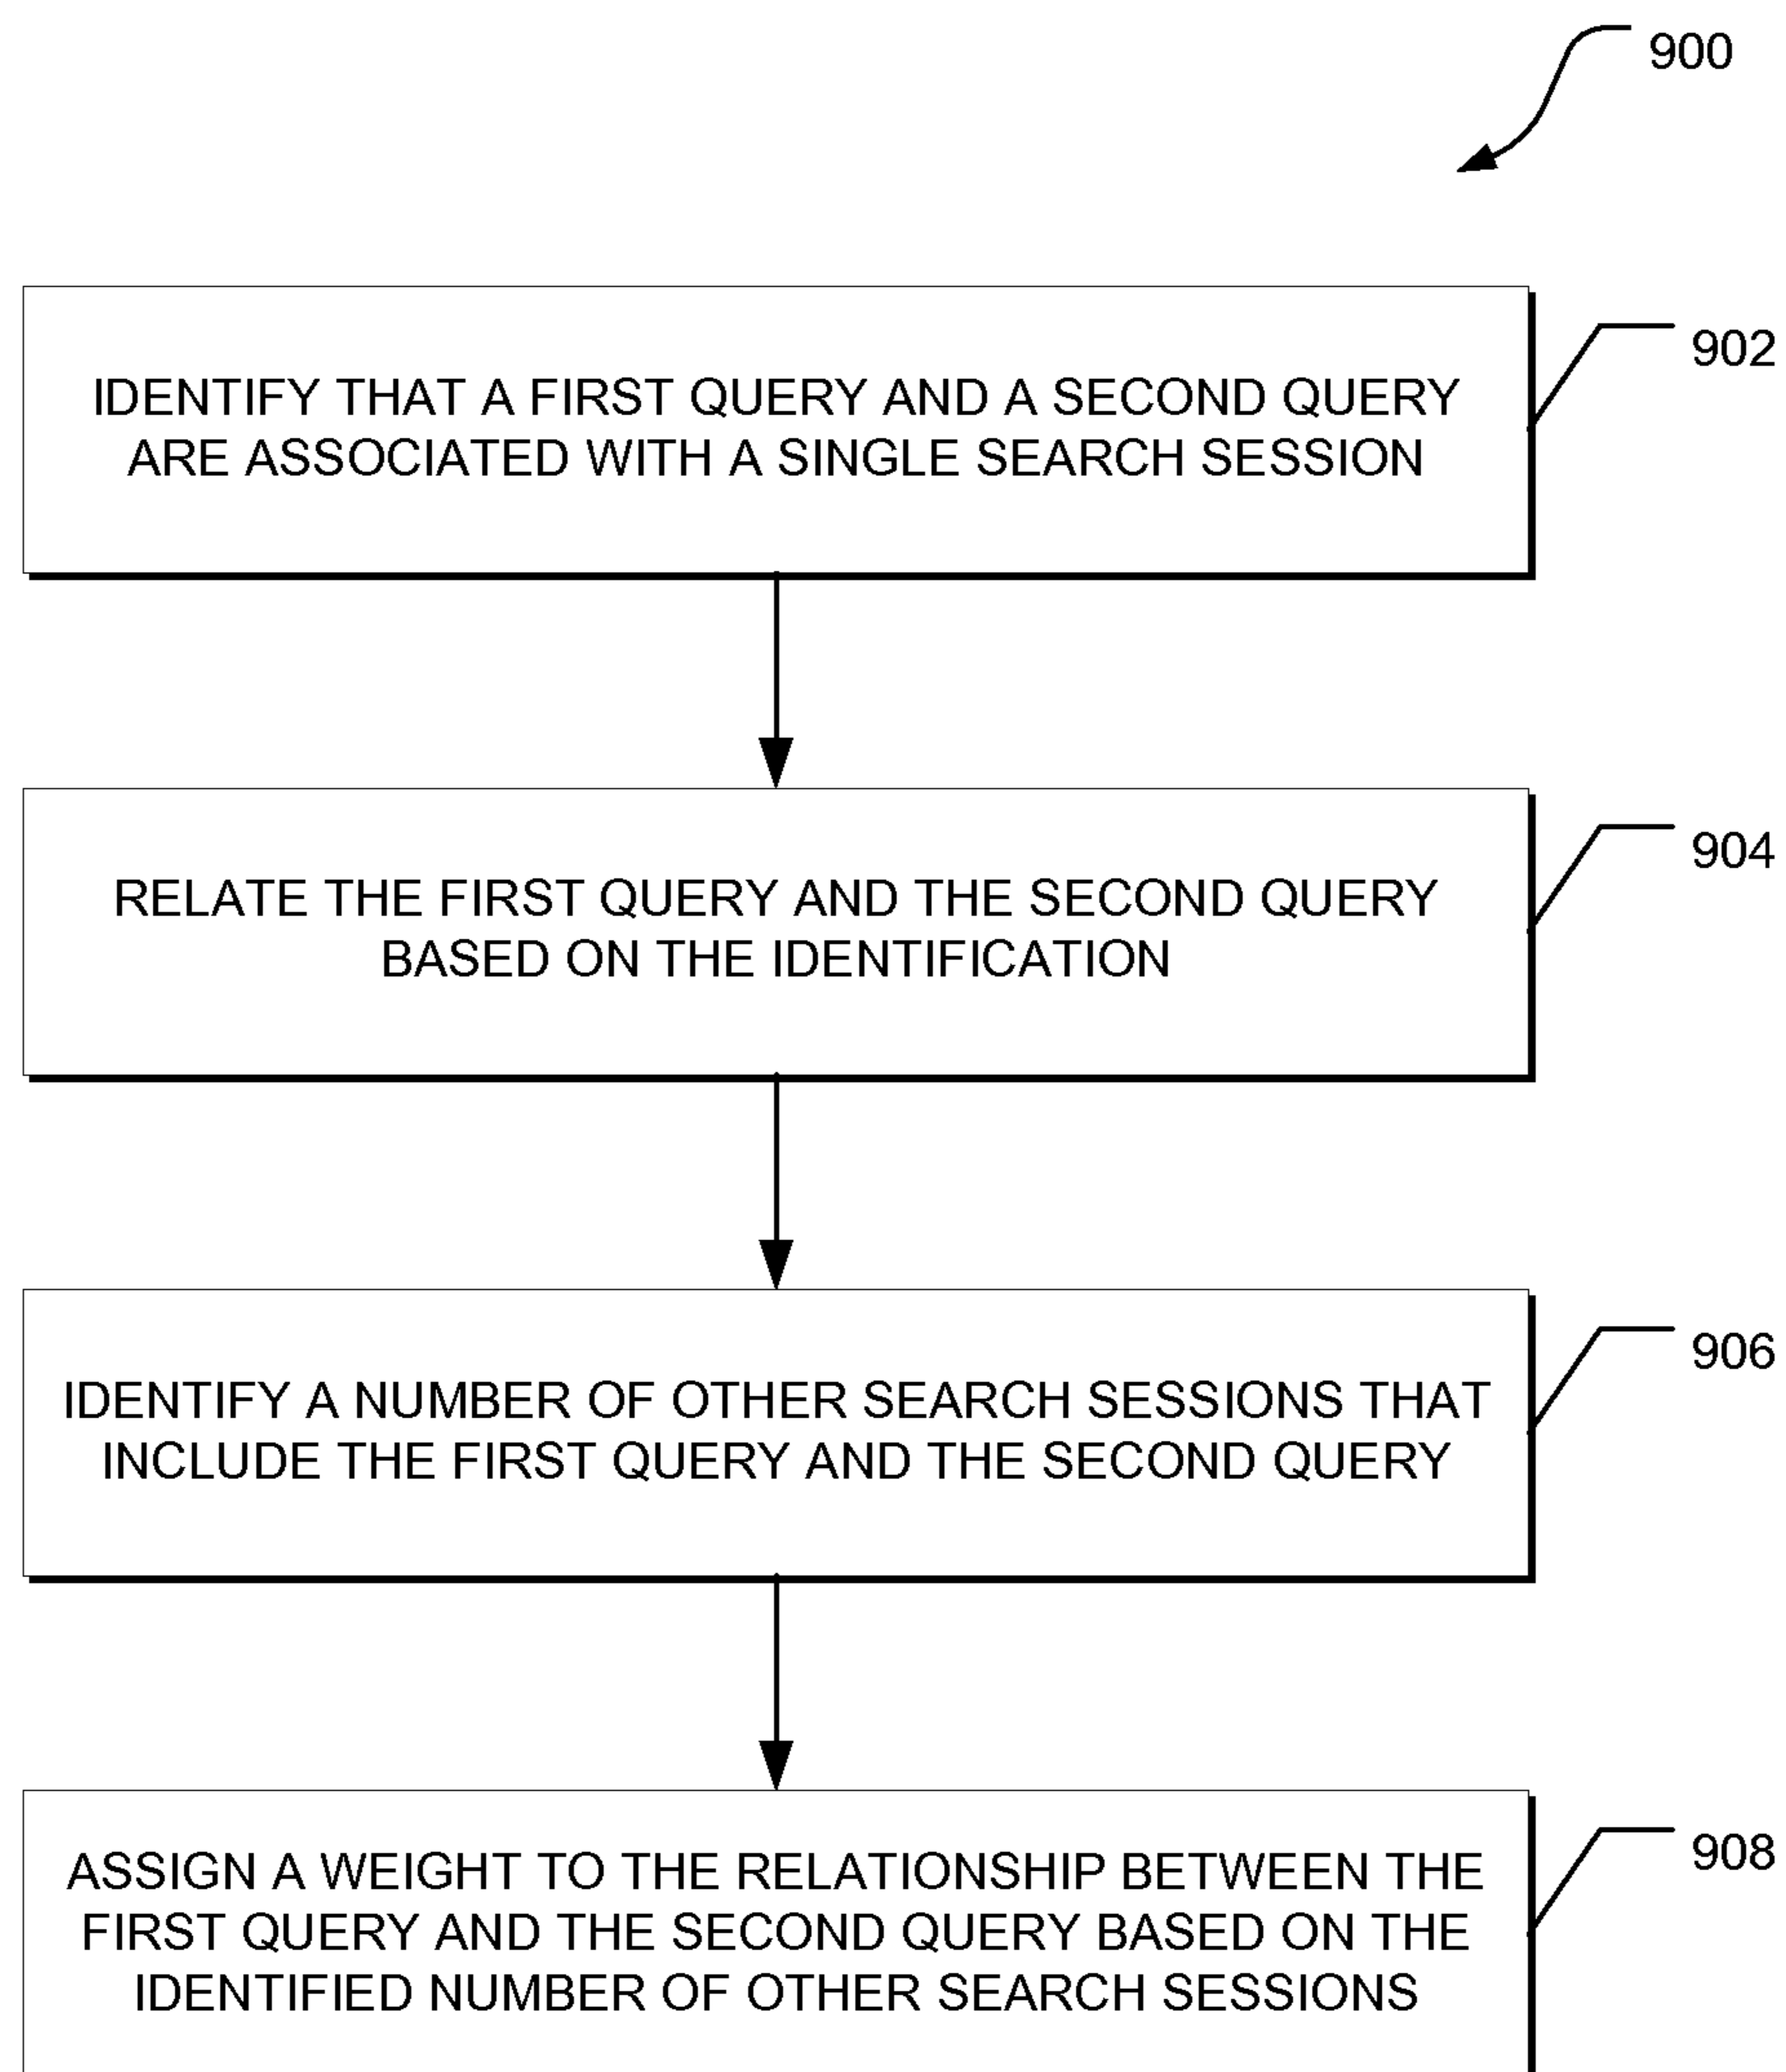 900
IDENTIFY THAT A FIRST QUERY AND A SECOND QUERY
ARE ASSOCIATED WITH A SINGLE SEARCH SESSION
902
RELATE THE FIRST QUERY AND THE SECOND QUERY
BASED ON THE IDENTIFICATION
904
IDENTIFY A NUMBER OF OTHER SEARCH SESSIONS THAT
INCLUDE THE FIRST QUERY AND THE SECOND QUERY
906
ASSIGN A WEIGHT TO THE RELATIONSHIP BETWEEN THE
FIRST QUERY AND THE SECOND QUERY BASED ON THE
IDENTIFIED NUMBER OF OTHER SEARCH SESSIONS
908